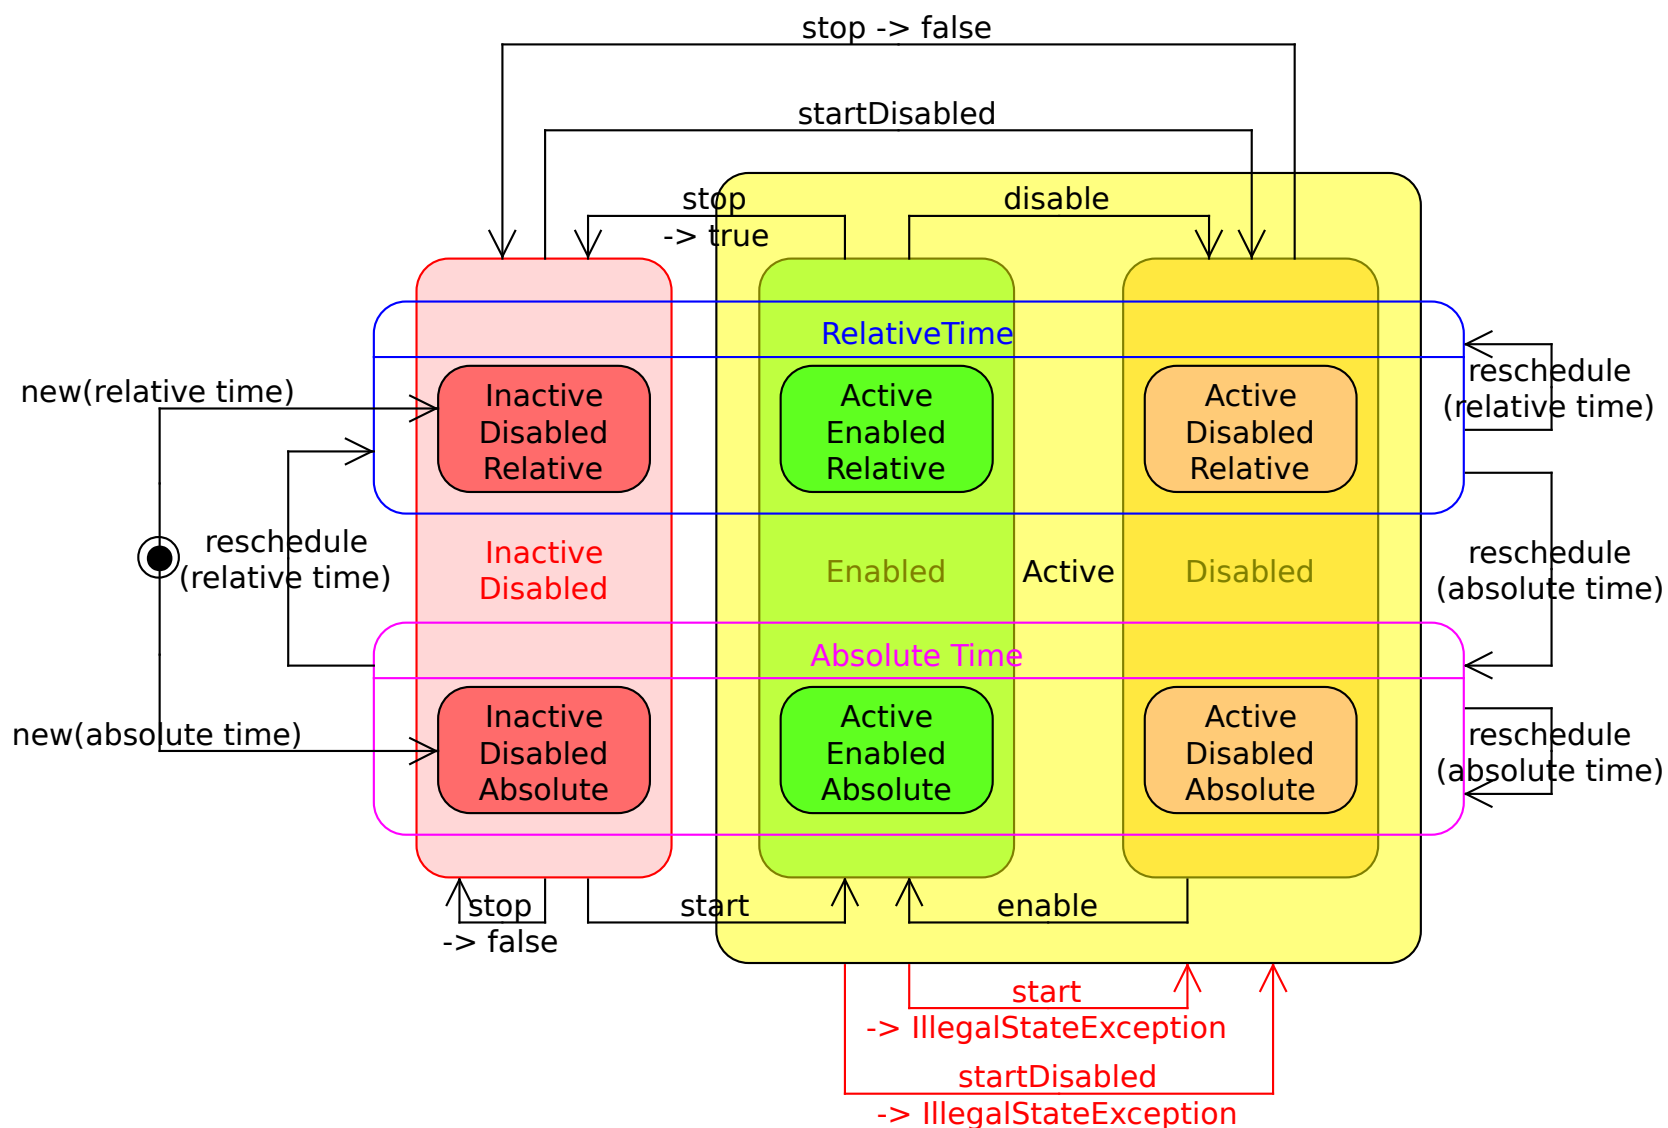 stop -> false
startDisabled
stop
-> true
disable
RelativeTime
new(relative time)
Inactive
Disabled
Relative
Active
Enabled
Relative
Active
Disabled
Relative
reschedule
(relative time)
reschedule
(relative time)
Inactive
Disabled
Enabled
Active
Disabled
reschedule
(absolute time)
Absolute Time
new(absolute time)
Inactive
Disabled
Absolute
Active
Enabled
Absolute
Active
Disabled
Absolute
reschedule
(absolute time)
stop
-> false
start
enable
start
-> IllegalStateException
startDisabled
-> IllegalStateException